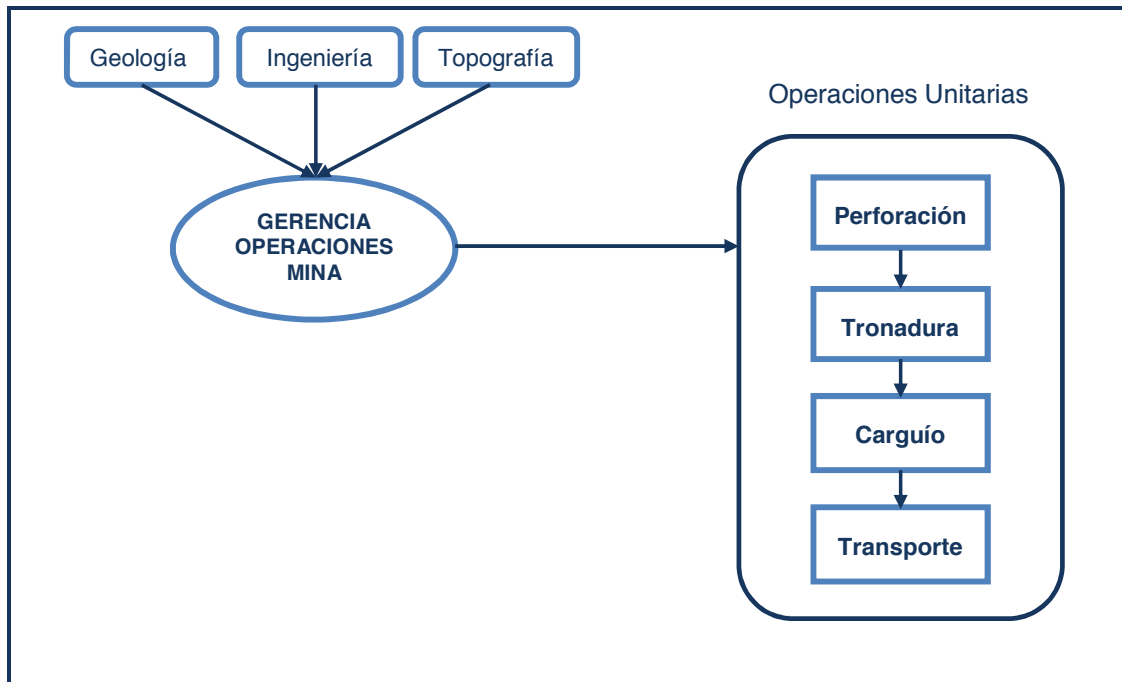 Geología
Ingeniería
Topografía
Operaciones Unitarias
GERENCIA
OPERACIONES
MINA
Perforación
Tronadura
Carguío
Transporte